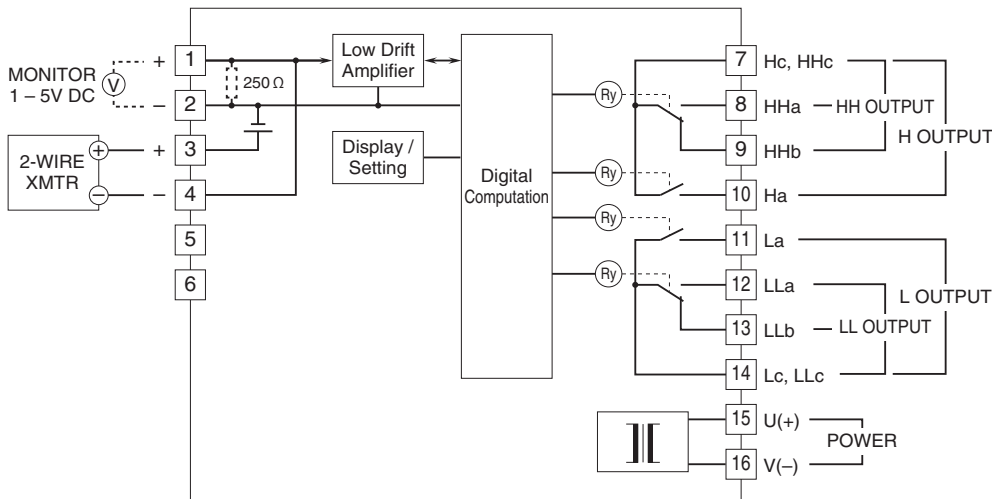 MONITOR
1 – 5V DC
V
+
–
1
2
3
4
5
6
250 Ω
2-WIRE
XMTR
+
–
+
–
Low Drift
Amplifier
Display /
Setting
Digital
Computation
Ry
Ry
Ry
Ry
7 Hc, HHc
8 HHa
9 HHb
10 Ha
HH OUTPUT
H OUTPUT
11 La
12 LLa
13 LLb
14 Lc, LLc
LL OUTPUT
L OUTPUT
15 U(+)
16 V(–)
POWER